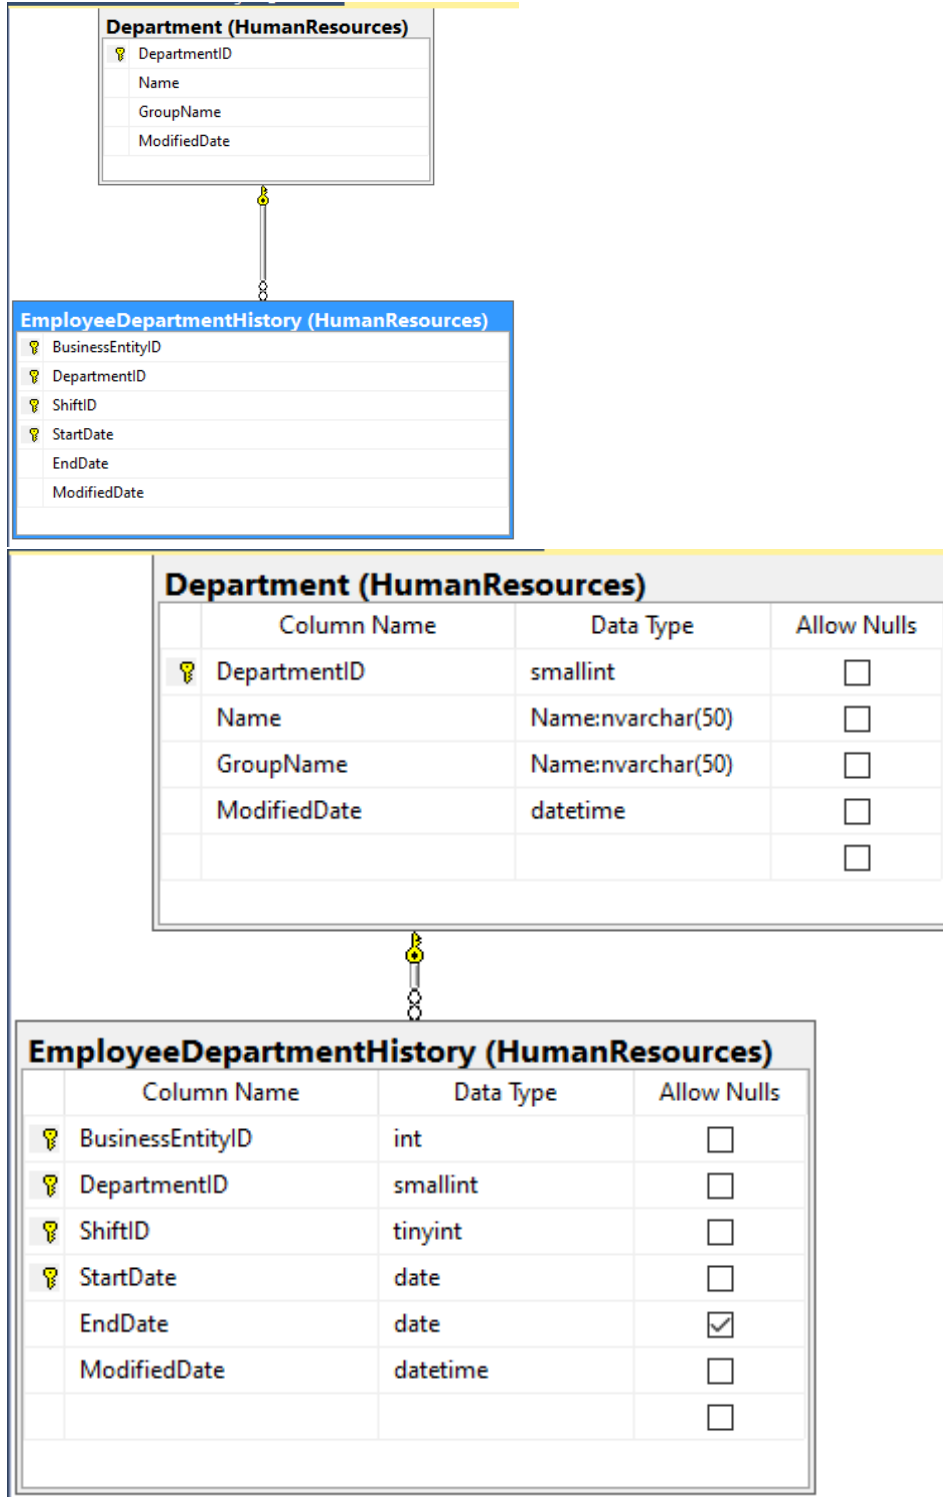 Department (HumanResources)
DepartmentID
Name
GroupName
ModifiedDate
EmployeeDepartmentHistory (HumanResources)
BusinessEntityID
DepartmentID
ShiftID
StartDate
EndDate
ModifiedDate
Department (HumanResources)
Column Name Data Type Allow Nulls
DepartmentID smallint
Name Name:nvarchar(50)
GroupName Name:nvarchar(50)
ModifiedDate datetime
EmployeeDepartmentHistory (HumanResources)
Column Name Data Type Allow Nulls
BusinessEntityID int
DepartmentID smallint
ShiftID tinyint
StartDate date
EndDate date
ModifiedDate datetime